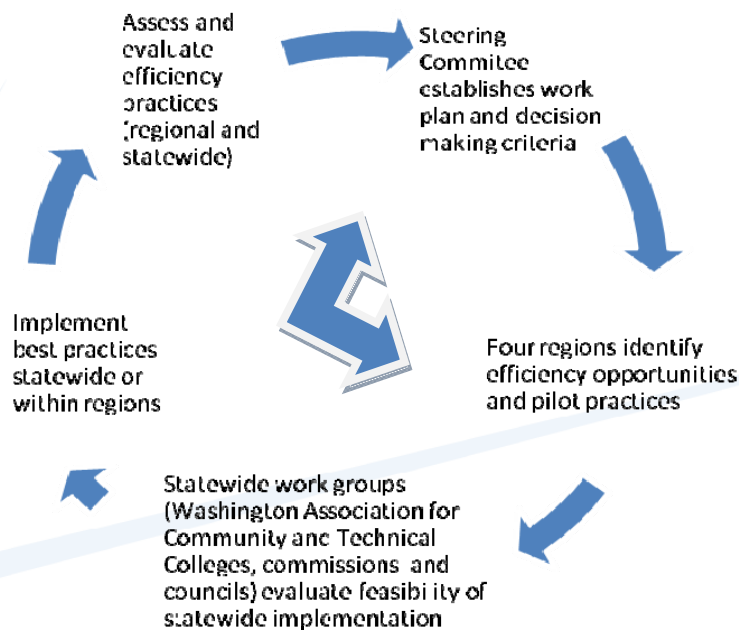 Assess and
evaluate
efficiency
practices
(regional and
statewide)
Steering
Commitee
establishes work
plan and decision
making criteria
Four regions identify
efficiency opportunities
and pilot practices
Statewide work groups
(Washington Association for
Community and Technical
Colleges, commissions and
councils) evaluate feasibility of
statewide implementation
Implement
best practices
statewide or
within regions